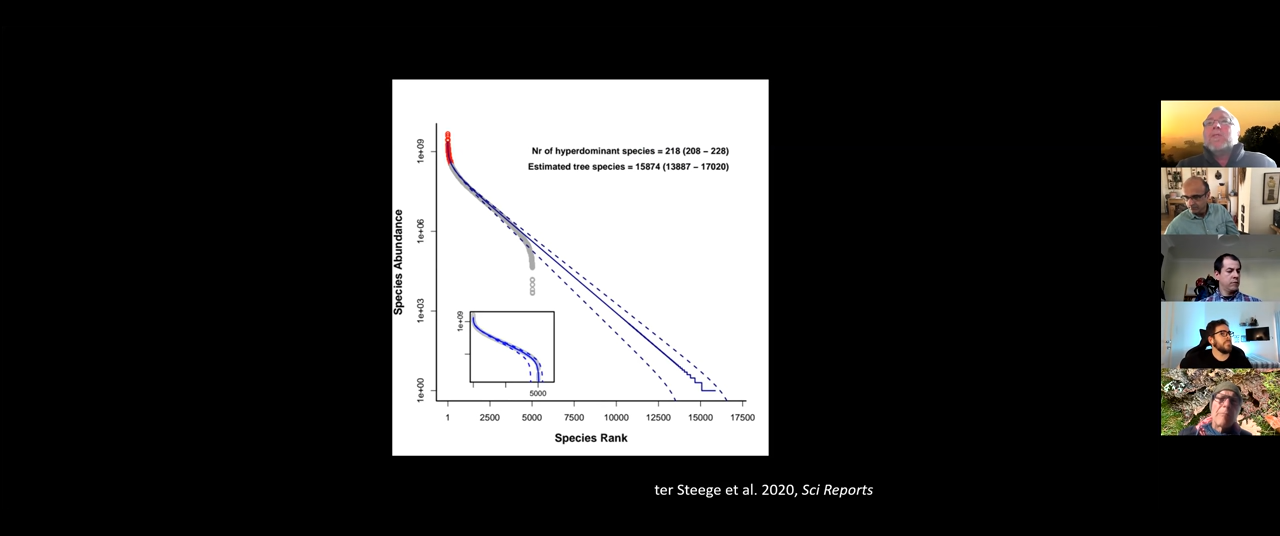 Nr of hyperdominant species = 218 (208 − 228)
Estimated tree species = 15874 (13887 − 17020)
Species Abundance
1e+09
1e+06
1e+03
1e+00
1e+09
5000
1 2500 5000 7500 10000 12500 15000 17500
Species Rank
ter Steege et al. 2020, Sci Reports